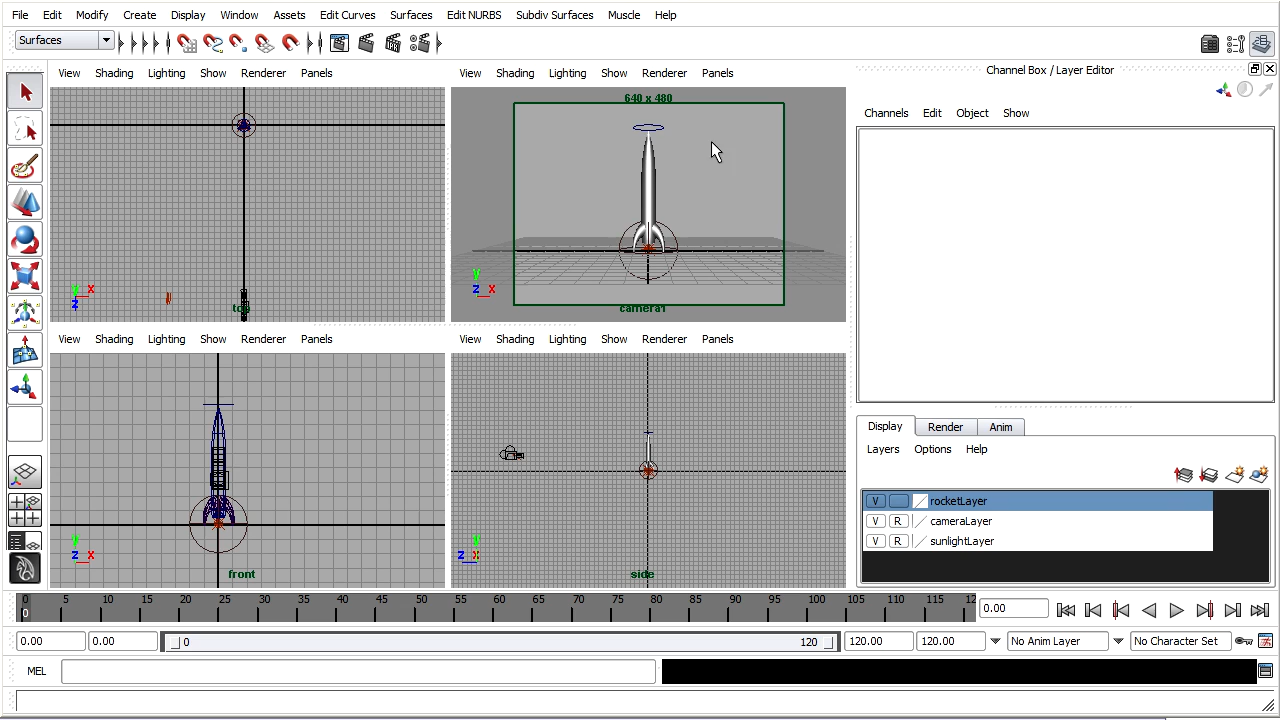 File Edit Modify Create Display Window Assets Edit Curves Surfaces Edit NURBS Subdiv Surfaces Muscle Help
Surfaces
View Shading Lighting Show Renderer Panels
View Shading Lighting Show Renderer Panels
Channel Box / Layer Editor
Channels Edit Object Show
640 x 480
y
z x
top
y
z x
camera1
View Shading Lighting Show Renderer Panels
View Shading Lighting Show Renderer Panels
y
z x
front
y
z x
side
Display Render Anim
Layers Options Help
V rocketLayer
V R cameraLayer
V R sunlightLayer
0 5 10 15 20 25 30 35 40 45 50 55 60 65 70 75 80 85 90 95 100 105 110 115 12
0
0.00
0.00 0.00 0 120 120.00 120.00 No Anim Layer No Character Set
MEL